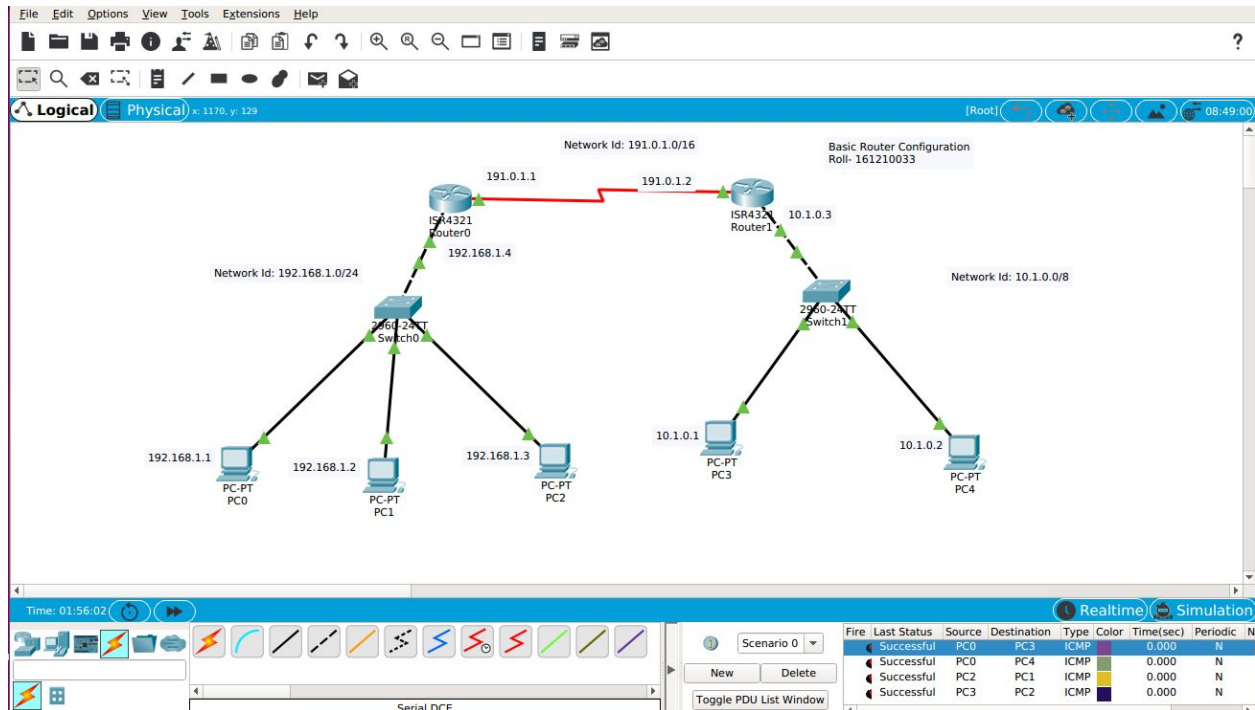 File Edit Options View Tools Extensions Help
?
Logical Physical x: 1170, y: 129 [Root] 08:49:00
Network Id: 191.0.1.0/16
Basic Router Configuration
Roll- 161210033
191.0.1.1
191.0.1.2
ISR4321
Router0
ISR4321
Router1
10.1.0.3
192.168.1.4
Network Id: 192.168.1.0/24
Network Id: 10.1.0.0/8
2960-24TT
Switch0
2960-24TT
Switch1
192.168.1.1
PC-PT
PC0
192.168.1.2
PC-PT
PC1
192.168.1.3
PC-PT
PC2
10.1.0.1
PC-PT
PC3
10.1.0.2
PC-PT
PC4
Time: 01:56:02 Realtime Simulation
Scenario 0
New Delete
Toggle PDU List Window
Serial DCE
Fire Last Status Source Destination Type Color Time(sec) Periodic N
Successful PC0 PC3 ICMP 0.000 N
Successful PC0 PC4 ICMP 0.000 N
Successful PC2 PC1 ICMP 0.000 N
Successful PC3 PC2 ICMP 0.000 N